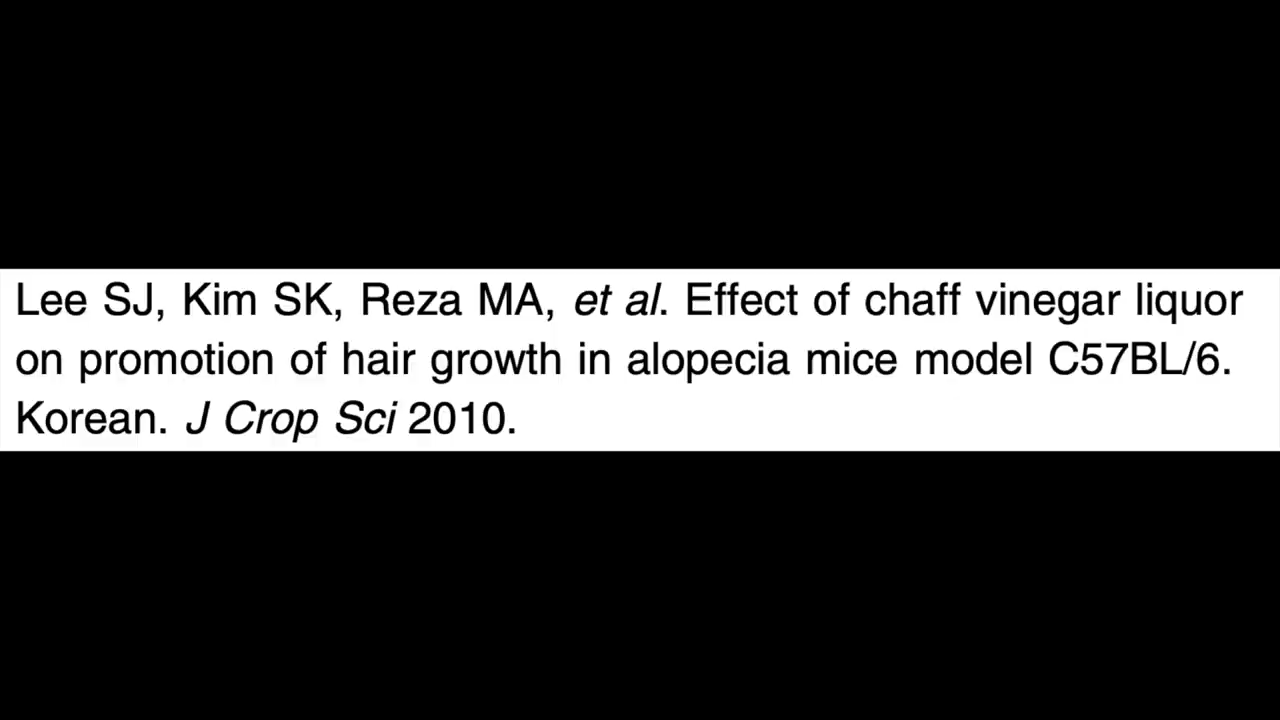 Lee SJ, Kim SK, Reza MA, et al. Effect of chaff vinegar liquor
on promotion of hair growth in alopecia mice model C57BL/6.
Korean. J Crop Sci 2010.